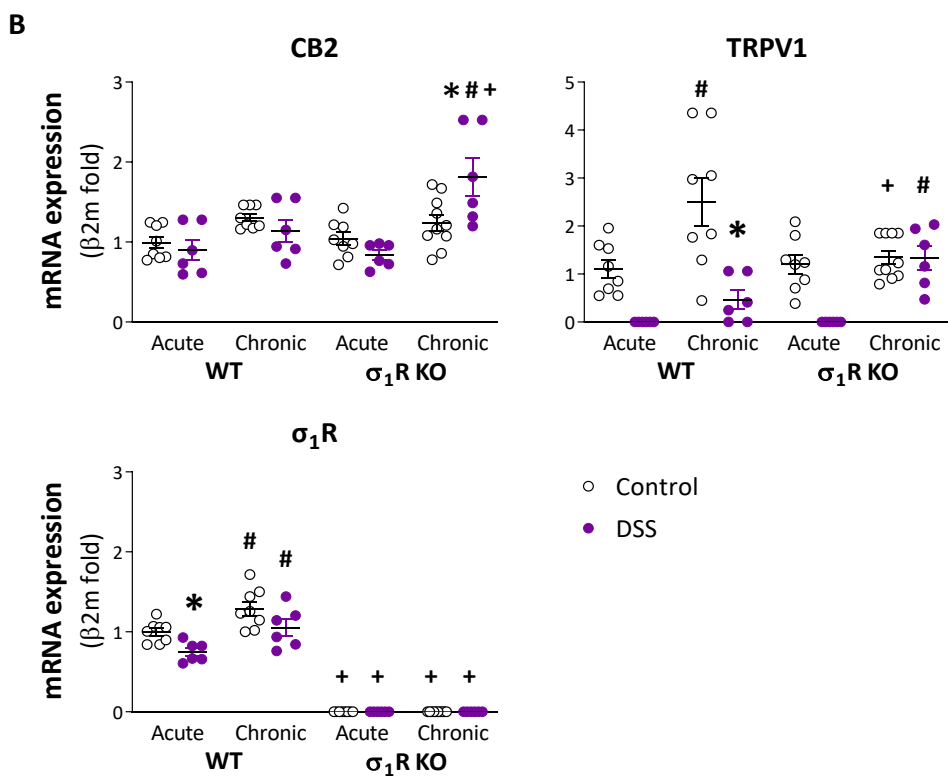 B
CB2
mRNA expression
(β2m fold)
3
2
1
0
* # +
Acute Chronic Acute Chronic
WT σ₁R KO
TRPV1
5
4
3
2
1
0
#
*
+ #
Acute Chronic Acute Chronic
WT σ₁R KO
σ₁R
mRNA expression
(β2m fold)
3
2
1
0
*
# #
+ + + +
Acute Chronic Acute Chronic
WT σ₁R KO
Control
DSS